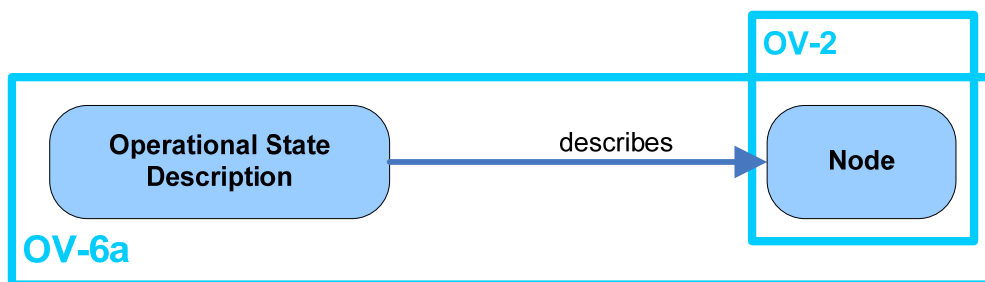 OV-2
Operational State
Description
describes
Node
OV-6a